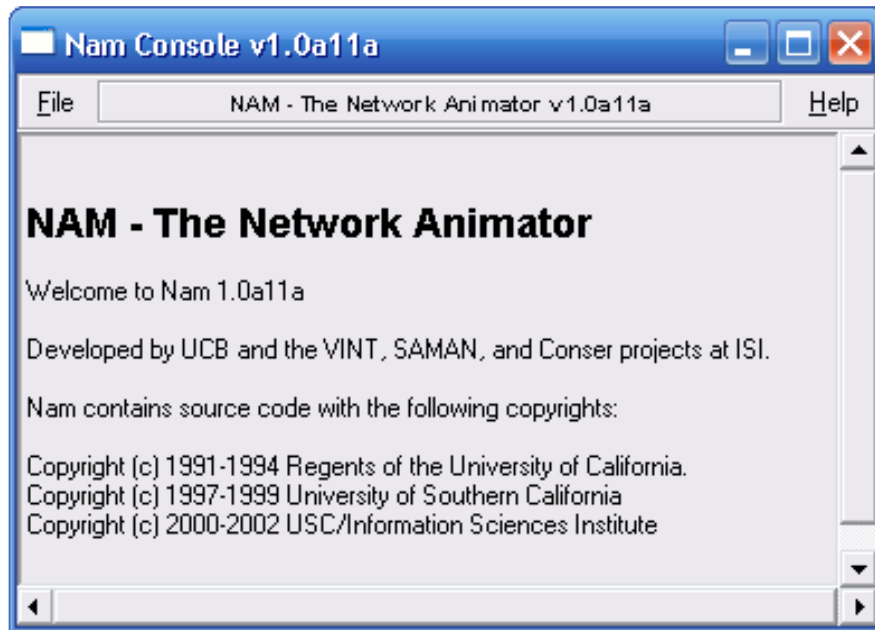 Nam Console v1.0a11a
File
NAM - The Network Animator v1.0a11a
Help
NAM - The Network Animator
Welcome to Nam 1.0a11a
Developed by UCB and the VINT, SAMAN, and Conser projects at ISI.
Nam contains source code with the following copyrights:
Copyright (c) 1991-1994 Regents of the University of California.
Copyright (c) 1997-1999 University of Southern California
Copyright (c) 2000-2002 USC/Information Sciences Institute